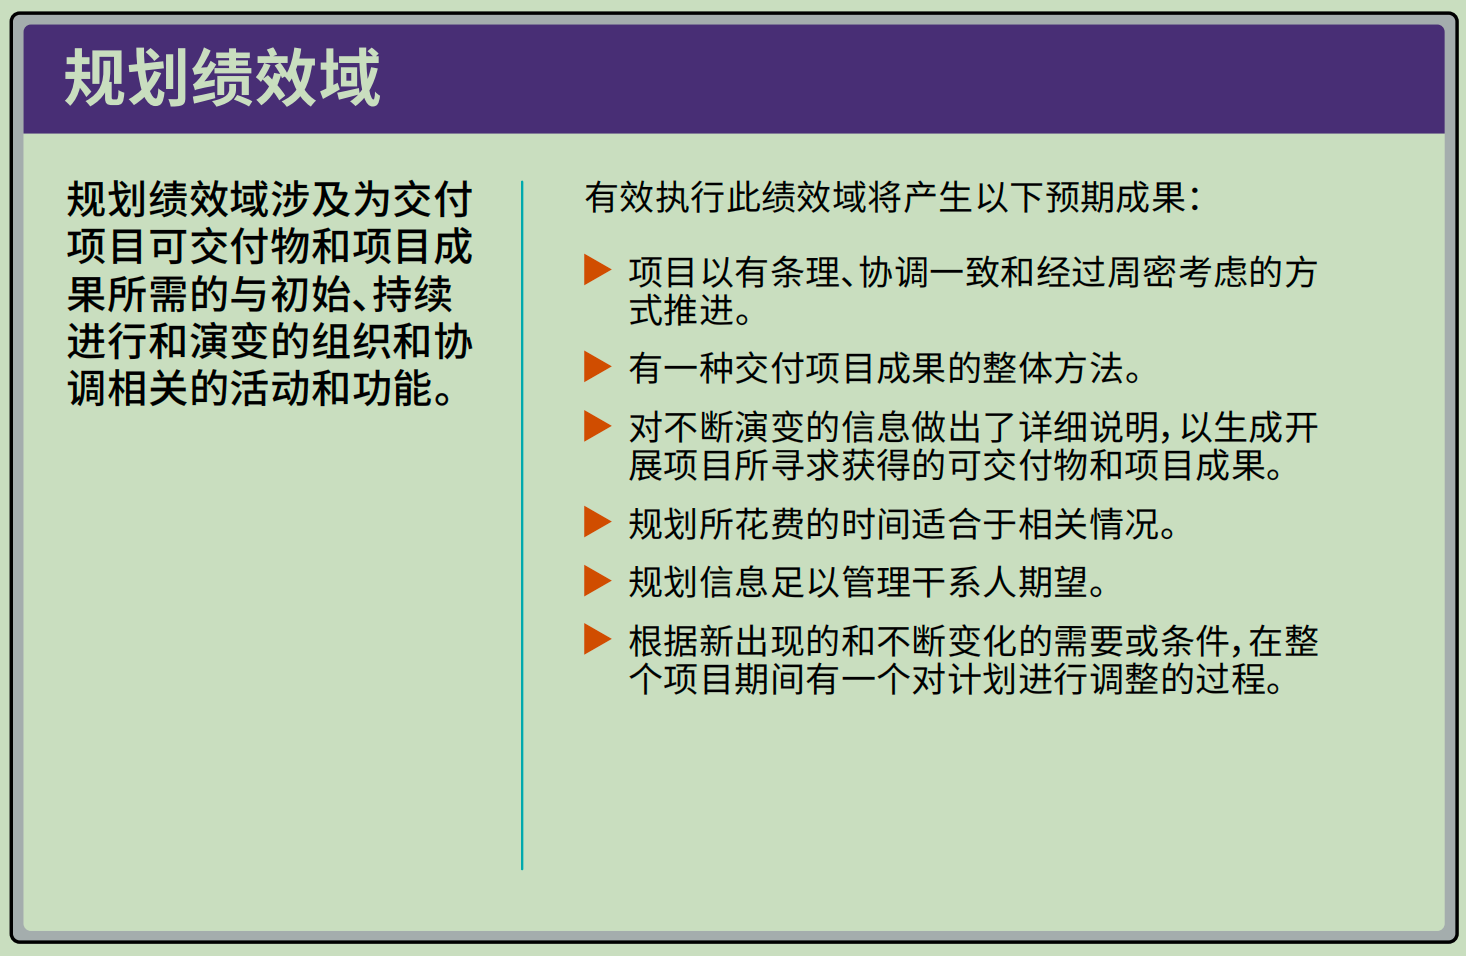 规划绩效域
规划绩效域涉及为交付
项目可交付物和项目成
果所需的与初始、持续
进行和演变的组织和协
调相关的活动和功能。
有效执行此绩效域将产生以下预期成果：
项目以有条理、协调一致和经过周密考虑的方
式推进。
有一种交付项目成果的整体方法。
对不断演变的信息做出了详细说明，以生成开
展项目所寻求获得的可交付物和项目成果。
规划所花费的时间适合于相关情况。
规划信息足以管理干系人期望。
根据新出现的和不断变化的需要或条件，在整
个项目期间有一个对计划进行调整的过程。